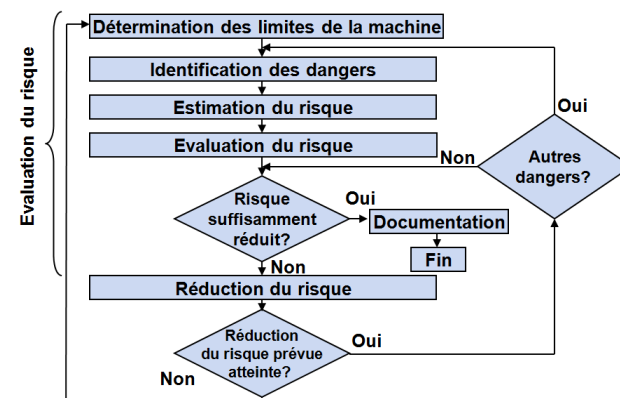 Détermination des limites de la machine
Identification des dangers
Estimation du risque
Evaluation du risque
Evaluation du risque
Oui
Non
Autres
dangers?
Risque
suffisamment
réduit?
Oui
Documentation
Fin
Non
Réduction du risque
Réduction
du risque prévue
atteinte?
Oui
Non